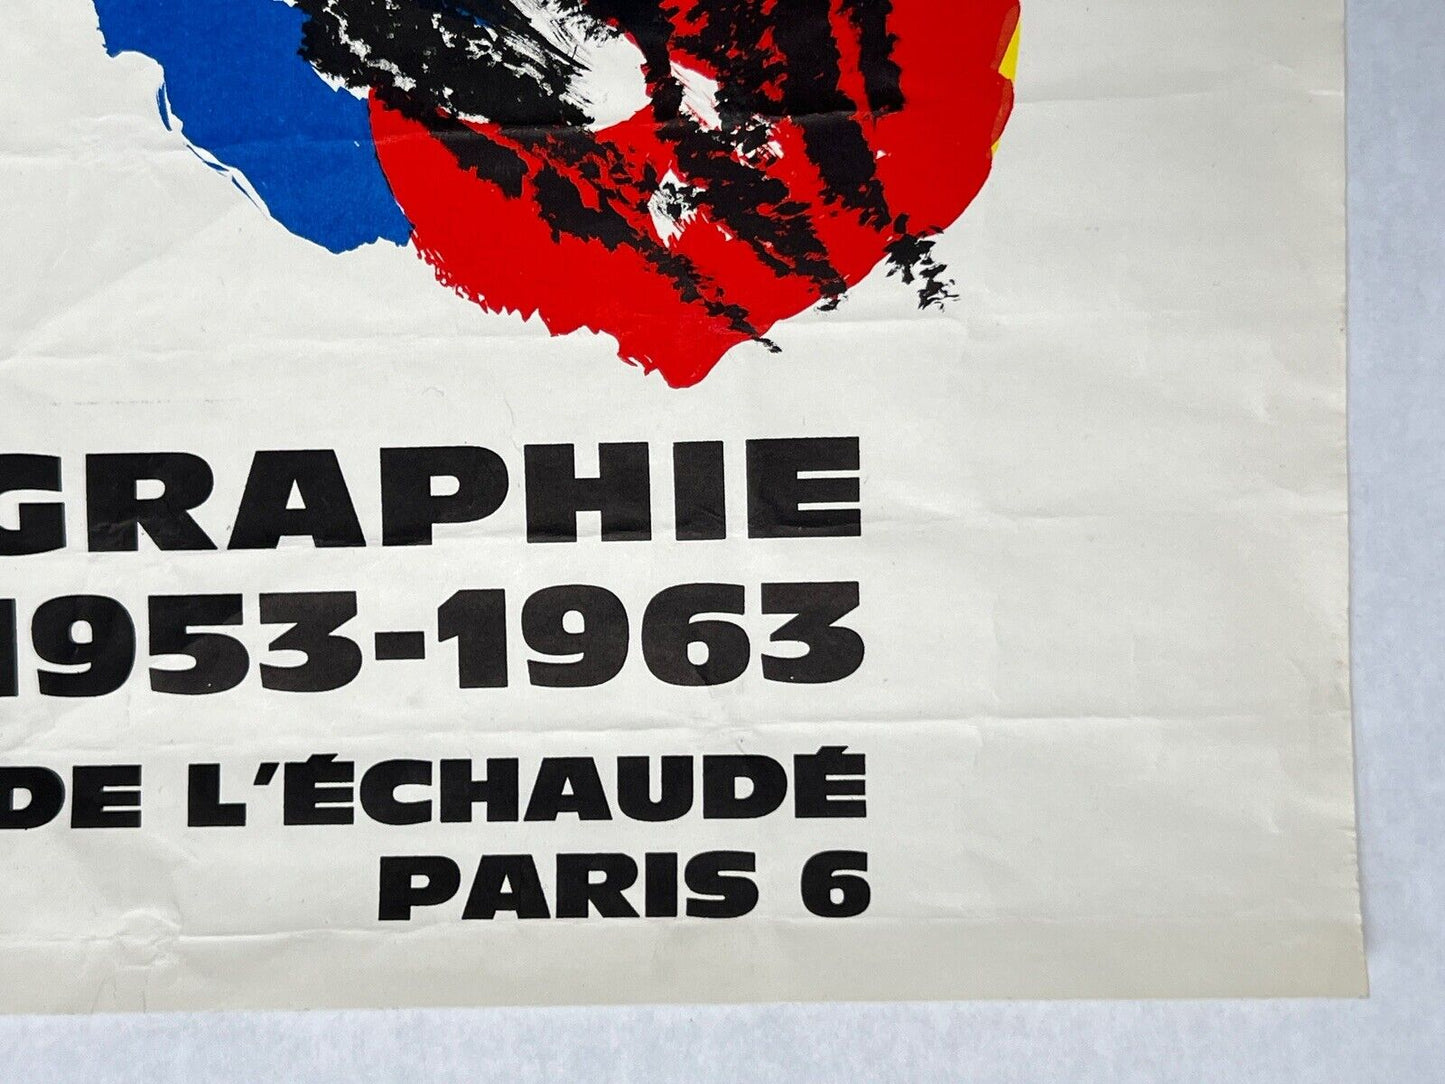 GRAPHIE
1953-1963
DE L'ÉCHAUDÉ
PARIS 6